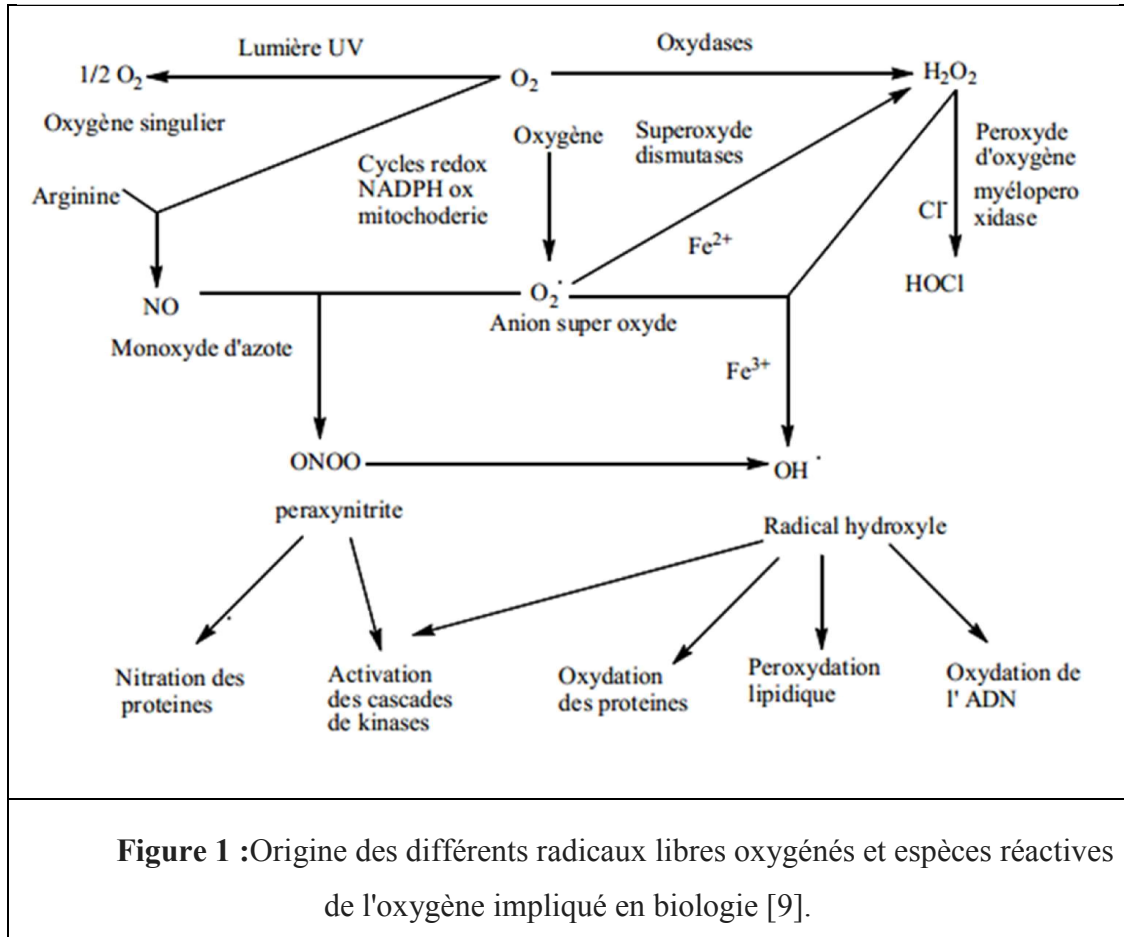 Lumière UV
Oxydases
1/2 O₂
O₂
H₂O₂
Oxygène singulier
Oxygène
Superoxyde
dismutases
Peroxyde
d'oxygène
myélopero
xidase
Cycles redox
NADPH ox
mitochoderie
Arginine
Cl⁻
Fe²⁺
NO
O₂˙
HOCl
Monoxyde d'azote
Anion super oxyde
Fe³⁺
ONOO
OH˙
peraxynitrite
Radical hydroxyle
Nitration des
proteines
Activation
des cascades
de kinases
Oxydation
des proteines
Peroxydation
lipidique
Oxydation de
l' ADN
Figure 1 :Origine des différents radicaux libres oxygénés et espèces réactives
de l'oxygène impliqué en biologie [9].